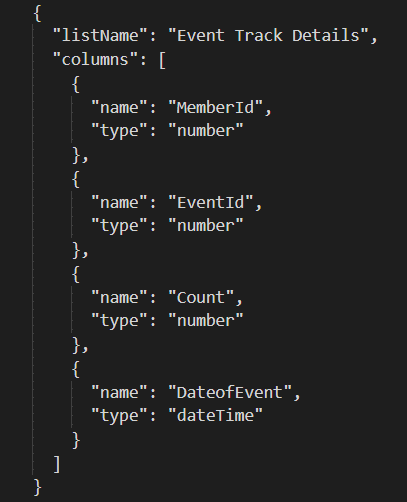 {
"listName": "Event Track Details",
"columns": [
{
"name": "MemberId",
"type": "number"
},
{
"name": "EventId",
"type": "number"
},
{
"name": "Count",
"type": "number"
},
{
"name": "DateofEvent",
"type": "dateTime"
}
]
}